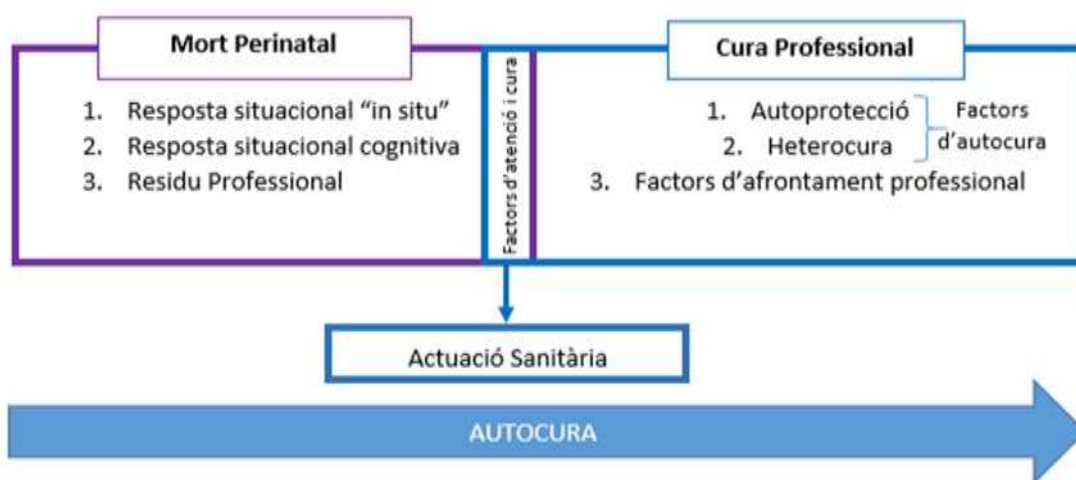 Mort Perinatal
1. Resposta situacional “in situ”
2. Resposta situacional cognitiva
3. Residu Professional
Factors d’atenció i cura
Cura Professional
1. Autoprotecció
2. Heterocura
Factors
d’autocura
3. Factors d’afrontament professional
Actuació Sanitària
AUTOCURA